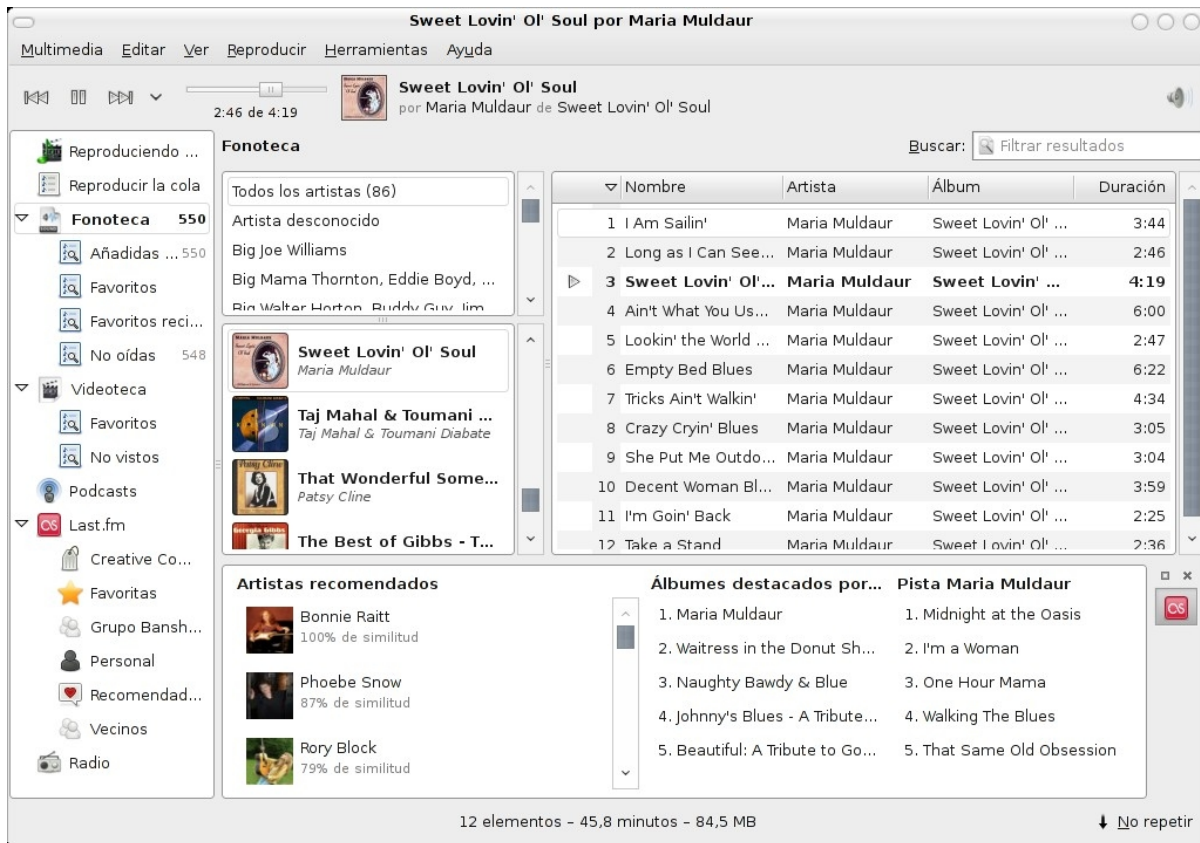 Sweet Lovin' Ol' Soul por Maria Muldaur
Multimedia Editar Ver Reproducir Herramientas Ayuda
2:46 de 4:19
Sweet Lovin' Ol' Soul
por Maria Muldaur de Sweet Lovin' Ol' Soul
Reproduciendo ...
Reproducir la cola
Fonoteca 550
Añadidas ... 550
Favoritos
Favoritos reci...
No oídas 548
Videoteca
Favoritos
No vistos
Podcasts
Last.fm
Creative Co...
Favoritas
Grupo Bansh...
Personal
Recomendad...
Vecinos
Radio
Fonoteca
Buscar: Filtrar resultados
Todos los artistas (86)
Artista desconocido
Big Joe Williams
Big Mama Thornton, Eddie Boyd, ...
Big Walter Horton, Buddy Guy, Jim
Sweet Lovin' Ol' Soul
Maria Muldaur
Taj Mahal & Toumani ...
Taj Mahal & Toumani Diabate
That Wonderful Some...
Patsy Cline
The Best of Gibbs - T...
Nombre Artista Álbum Duración
1 I Am Sailin' Maria Muldaur Sweet Lovin' Ol' ... 3:44
2 Long as I Can See... Maria Muldaur Sweet Lovin' Ol' ... 2:46
3 Sweet Lovin' Ol'... Maria Muldaur Sweet Lovin' ... 4:19
4 Ain't What You Us... Maria Muldaur Sweet Lovin' Ol' ... 6:00
5 Lookin' the World ... Maria Muldaur Sweet Lovin' Ol' ... 2:47
6 Empty Bed Blues Maria Muldaur Sweet Lovin' Ol' ... 6:22
7 Tricks Ain't Walkin' Maria Muldaur Sweet Lovin' Ol' ... 4:34
8 Crazy Cryin' Blues Maria Muldaur Sweet Lovin' Ol' ... 3:05
9 She Put Me Outdo... Maria Muldaur Sweet Lovin' Ol' ... 3:04
10 Decent Woman Bl... Maria Muldaur Sweet Lovin' Ol' ... 3:59
11 I'm Goin' Back Maria Muldaur Sweet Lovin' Ol' ... 2:25
12 Take a Stand Maria Muldaur Sweet Lovin' Ol' ... 2:36
Artistas recomendados
Bonnie Raitt
100% de similitud
Phoebe Snow
87% de similitud
Rory Block
79% de similitud
Álbumes destacados por...
1. Maria Muldaur
2. Waitress in the Donut Sh...
3. Naughty Bawdy & Blue
4. Johnny's Blues - A Tribute...
5. Beautiful: A Tribute to Go...
Pista Maria Muldaur
1. Midnight at the Oasis
2. I'm a Woman
3. One Hour Mama
4. Walking The Blues
5. That Same Old Obsession
12 elementos – 45,8 minutos – 84,5 MB
No repetir